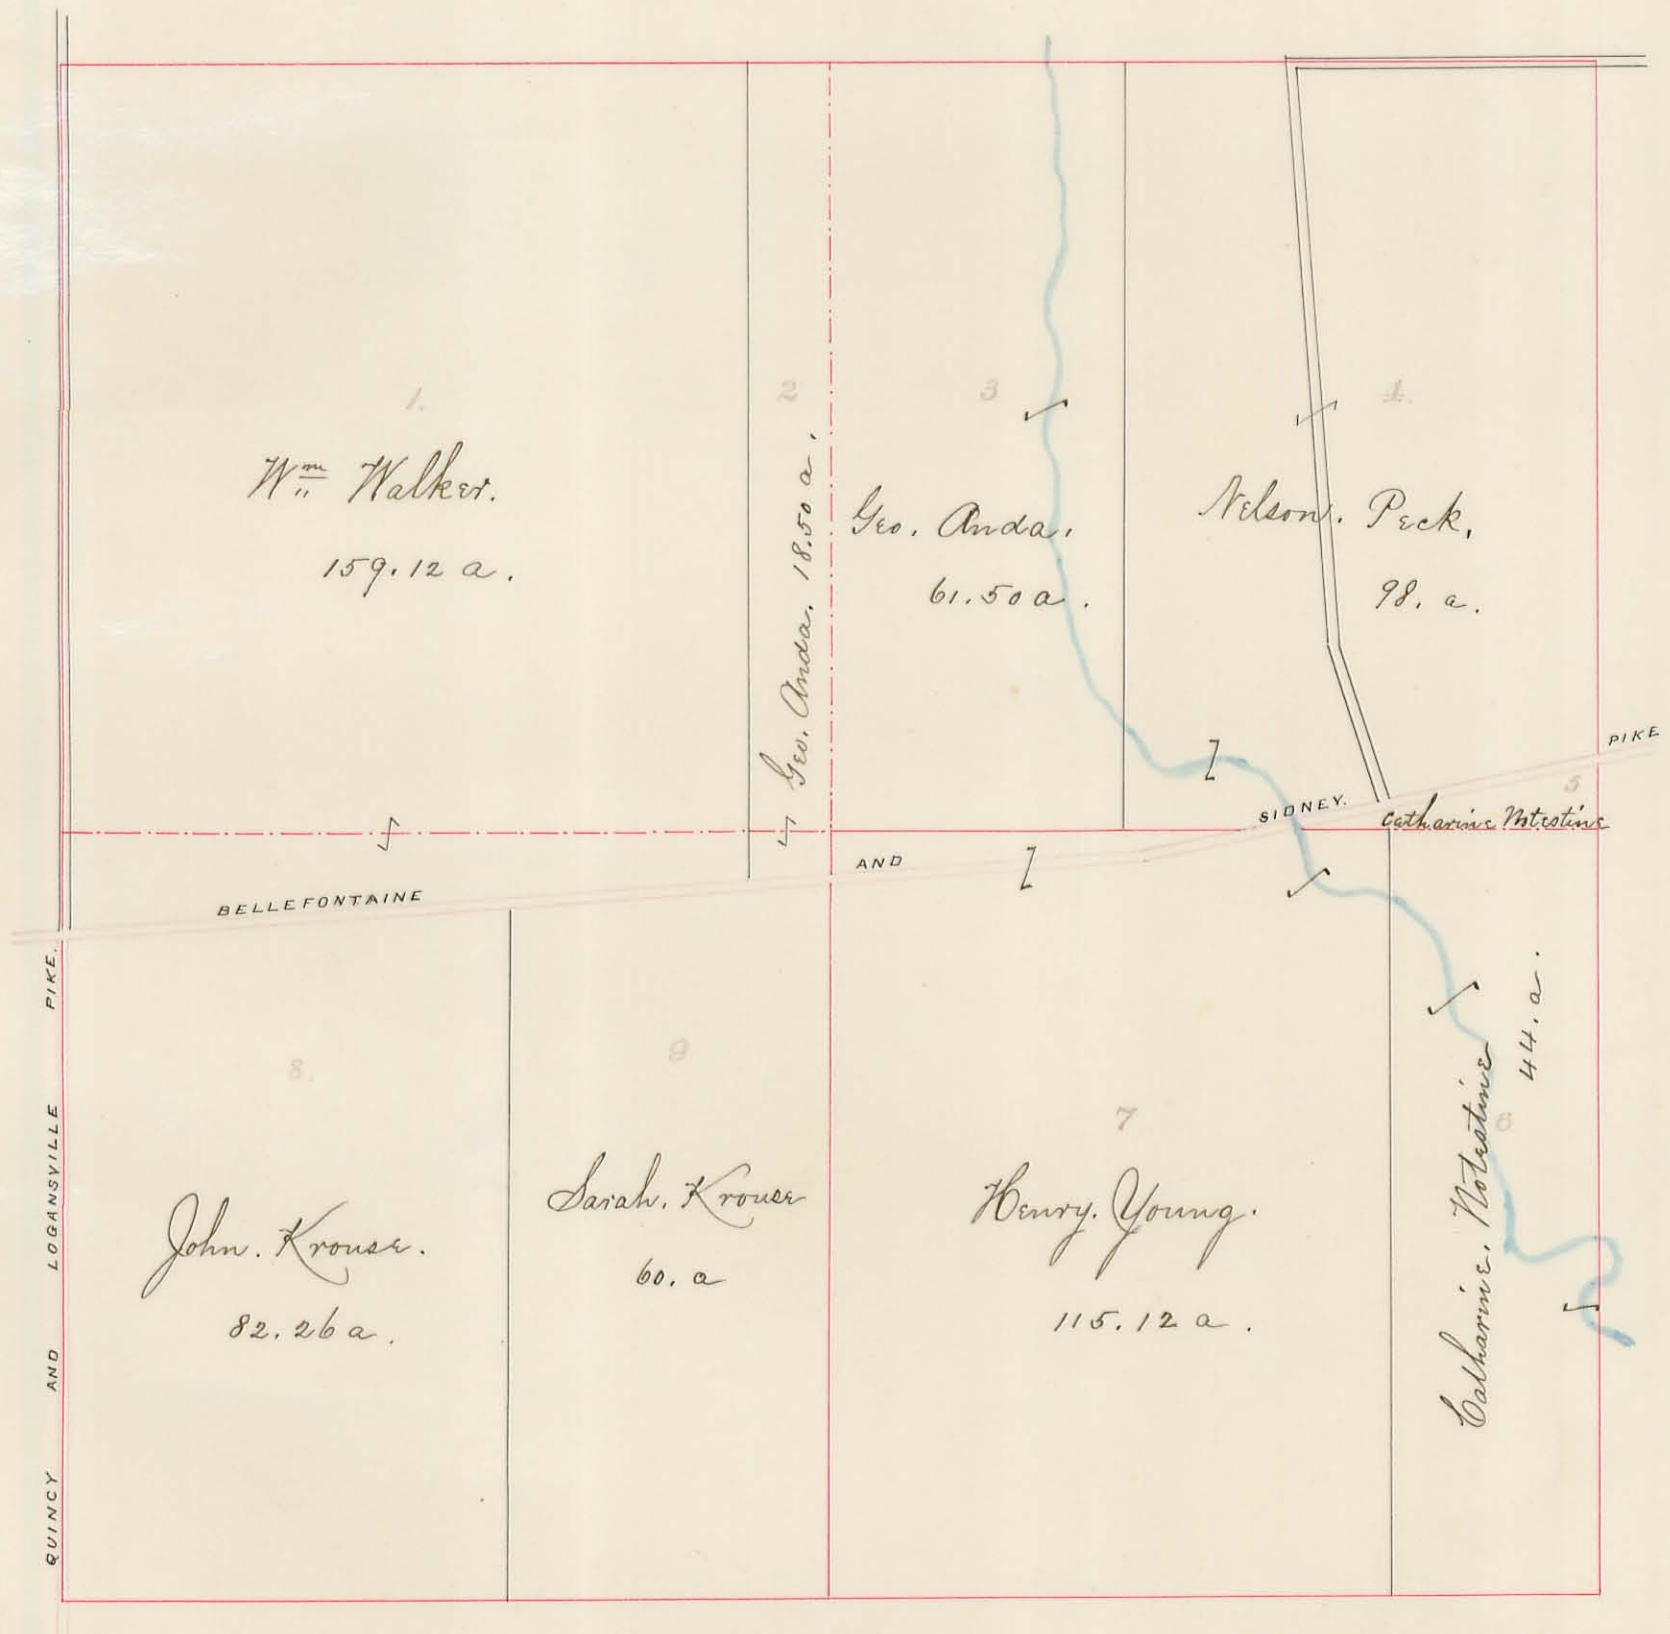 1.
Wm Walker.
159.12 a.
2
Geo. Anda. 18.50 a.
3
Geo. Anda.
61.50 a.
4.
Nelson. Peck.
98. a.
5
Catharine Notestine
BELLEFONTAINE AND SIDNEY. PIKE
QUINCY AND LOGANSVILLE PIKE.
8.
John. Krouse.
82.26 a.
9
Sarah. Krouse
60. a
7
Henry. Young.
115.12 a.
6
Catharine. Notestine
44. a.